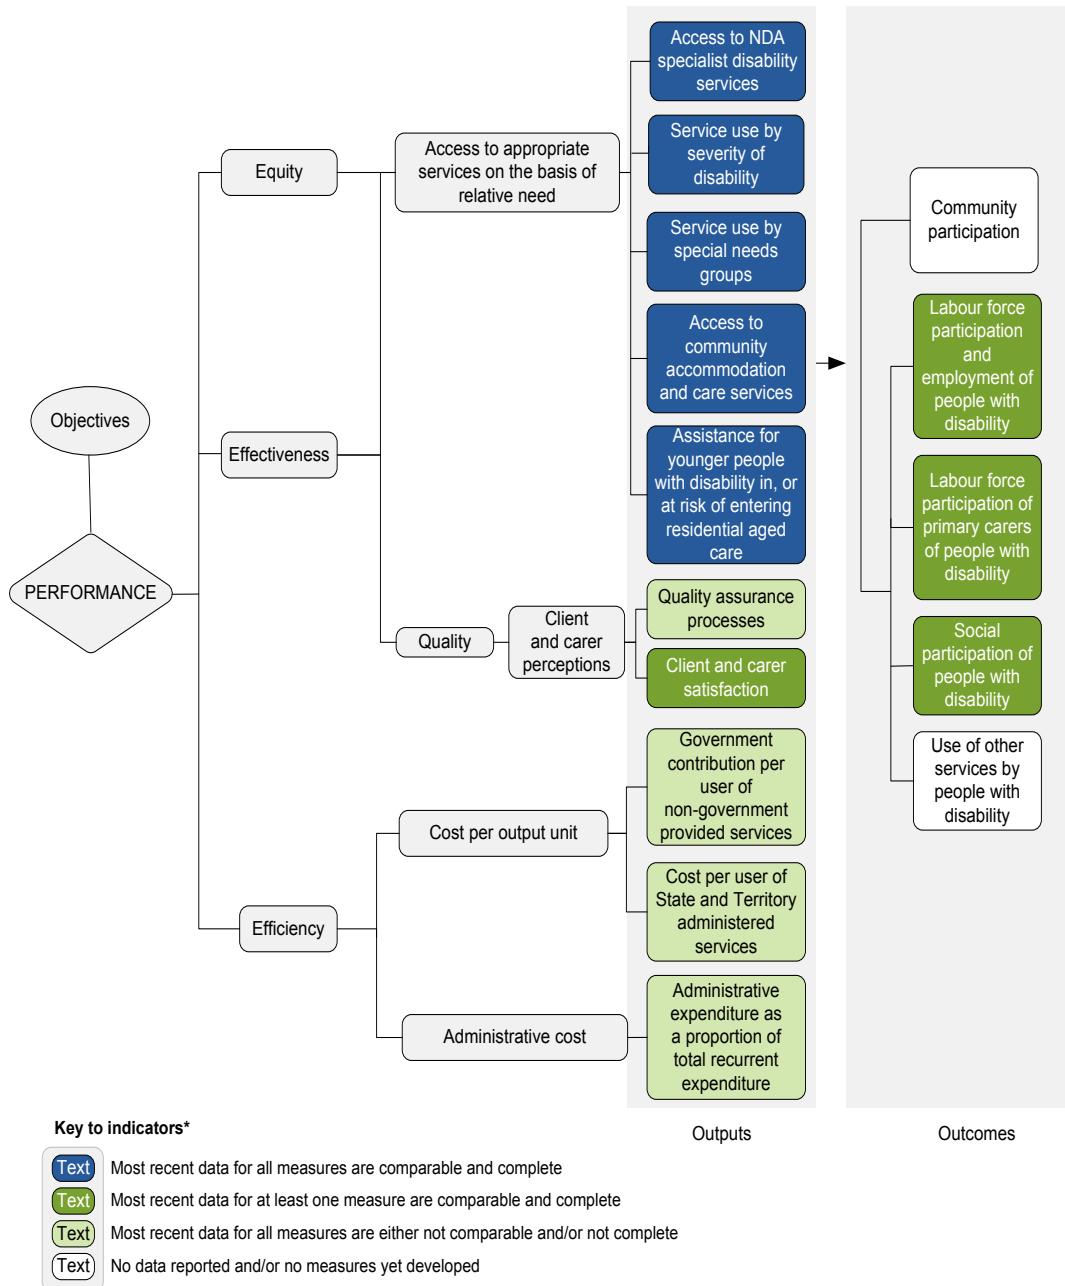 Objectives
PERFORMANCE
Equity
Effectiveness
Efficiency
Access to appropriate
services on the basis of
relative need
Quality
Client
and carer
perceptions
Cost per output unit
Administrative cost
Access to NDA
specialist disability
services
Service use by
severity of
disability
Service use by
special needs
groups
Access to
community
accommodation
and care services
Assistance for
younger people
with disability in, or
at risk of entering
residential aged
care
Quality assurance
processes
Client and carer
satisfaction
Government
contribution per
user of
non-government
provided services
Cost per user of
State and Territory
administered
services
Administrative
expenditure as
a proportion of
total recurrent
expenditure
Outputs
Community
participation
Labour force
participation
and
employment of
people with
disability
Labour force
participation of
primary carers
of people with
disability
Social
participation of
people with
disability
Use of other
services by
people with
disability
Outcomes
Key to indicators*
Text Most recent data for all measures are comparable and complete
Text Most recent data for at least one measure are comparable and complete
Text Most recent data for all measures are either not comparable and/or not complete
Text No data reported and/or no measures yet developed